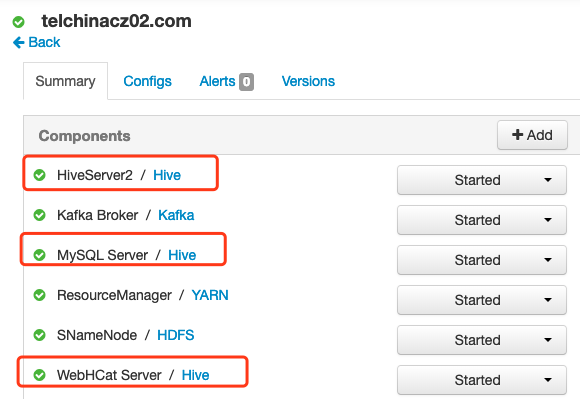 telchinacz02.com
Back
Summary Configs Alerts 0 Versions
Components Add
HiveServer2 / Hive Started
Kafka Broker / Kafka Started
MySQL Server / Hive Started
ResourceManager / YARN Started
SNameNode / HDFS Started
WebHCat Server / Hive Started